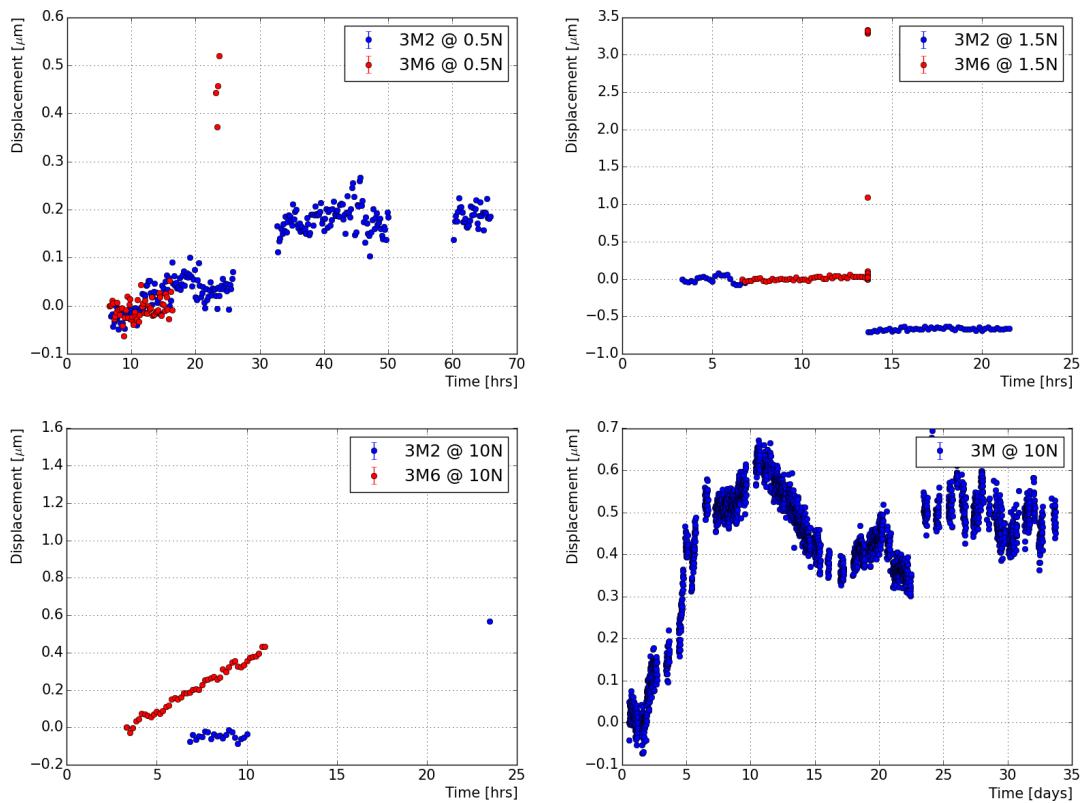 0.6
0.5
0.4
0.3
0.2
0.1
0.0
−0.1
Displacement [μm]
3M2 @ 0.5N
3M6 @ 0.5N
0 10 20 30 40 50 60 70
Time [hrs]
3.5
3.0
2.5
2.0
1.5
1.0
0.5
0.0
−0.5
−1.0
Displacement [μm]
3M2 @ 1.5N
3M6 @ 1.5N
0 5 10 15 20 25
Time [hrs]
1.6
1.4
1.2
1.0
0.8
0.6
0.4
0.2
0.0
−0.2
Displacement [μm]
3M2 @ 10N
3M6 @ 10N
0 5 10 15 20 25
Time [hrs]
0.7
0.6
0.5
0.4
0.3
0.2
0.1
0.0
−0.1
Displacement [μm]
3M @ 10N
0 5 10 15 20 25 30 35
Time [days]